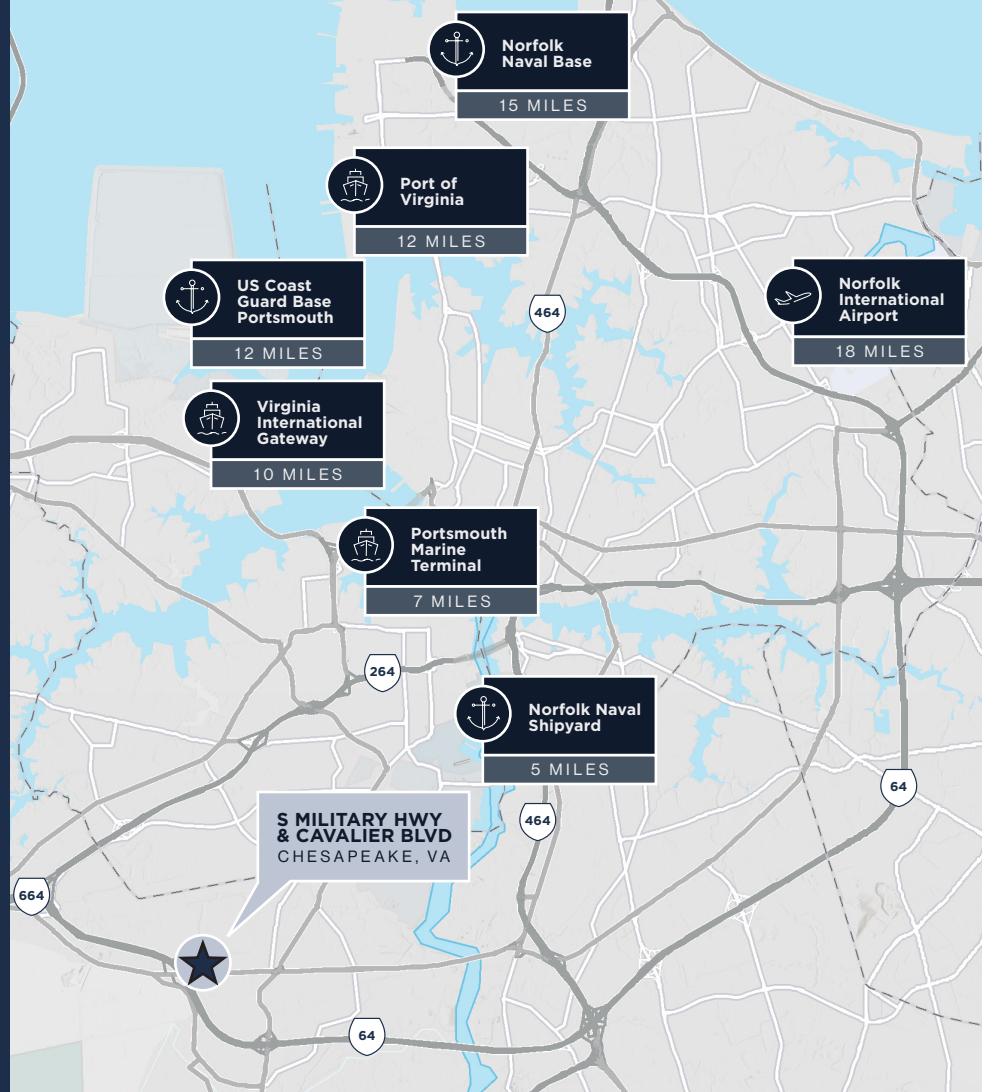 Norfolk
Naval Base
15 MILES
Port of
Virginia
12 MILES
US Coast
Guard Base
Portsmouth
12 MILES
Norfolk
International
Airport
18 MILES
464
Virginia
International
Gateway
10 MILES
Portsmouth
Marine
Terminal
7 MILES
264
Norfolk Naval
Shipyard
5 MILES
64
S MILITARY HWY
& CAVALIER BLVD
CHESAPEAKE, VA
464
664
64